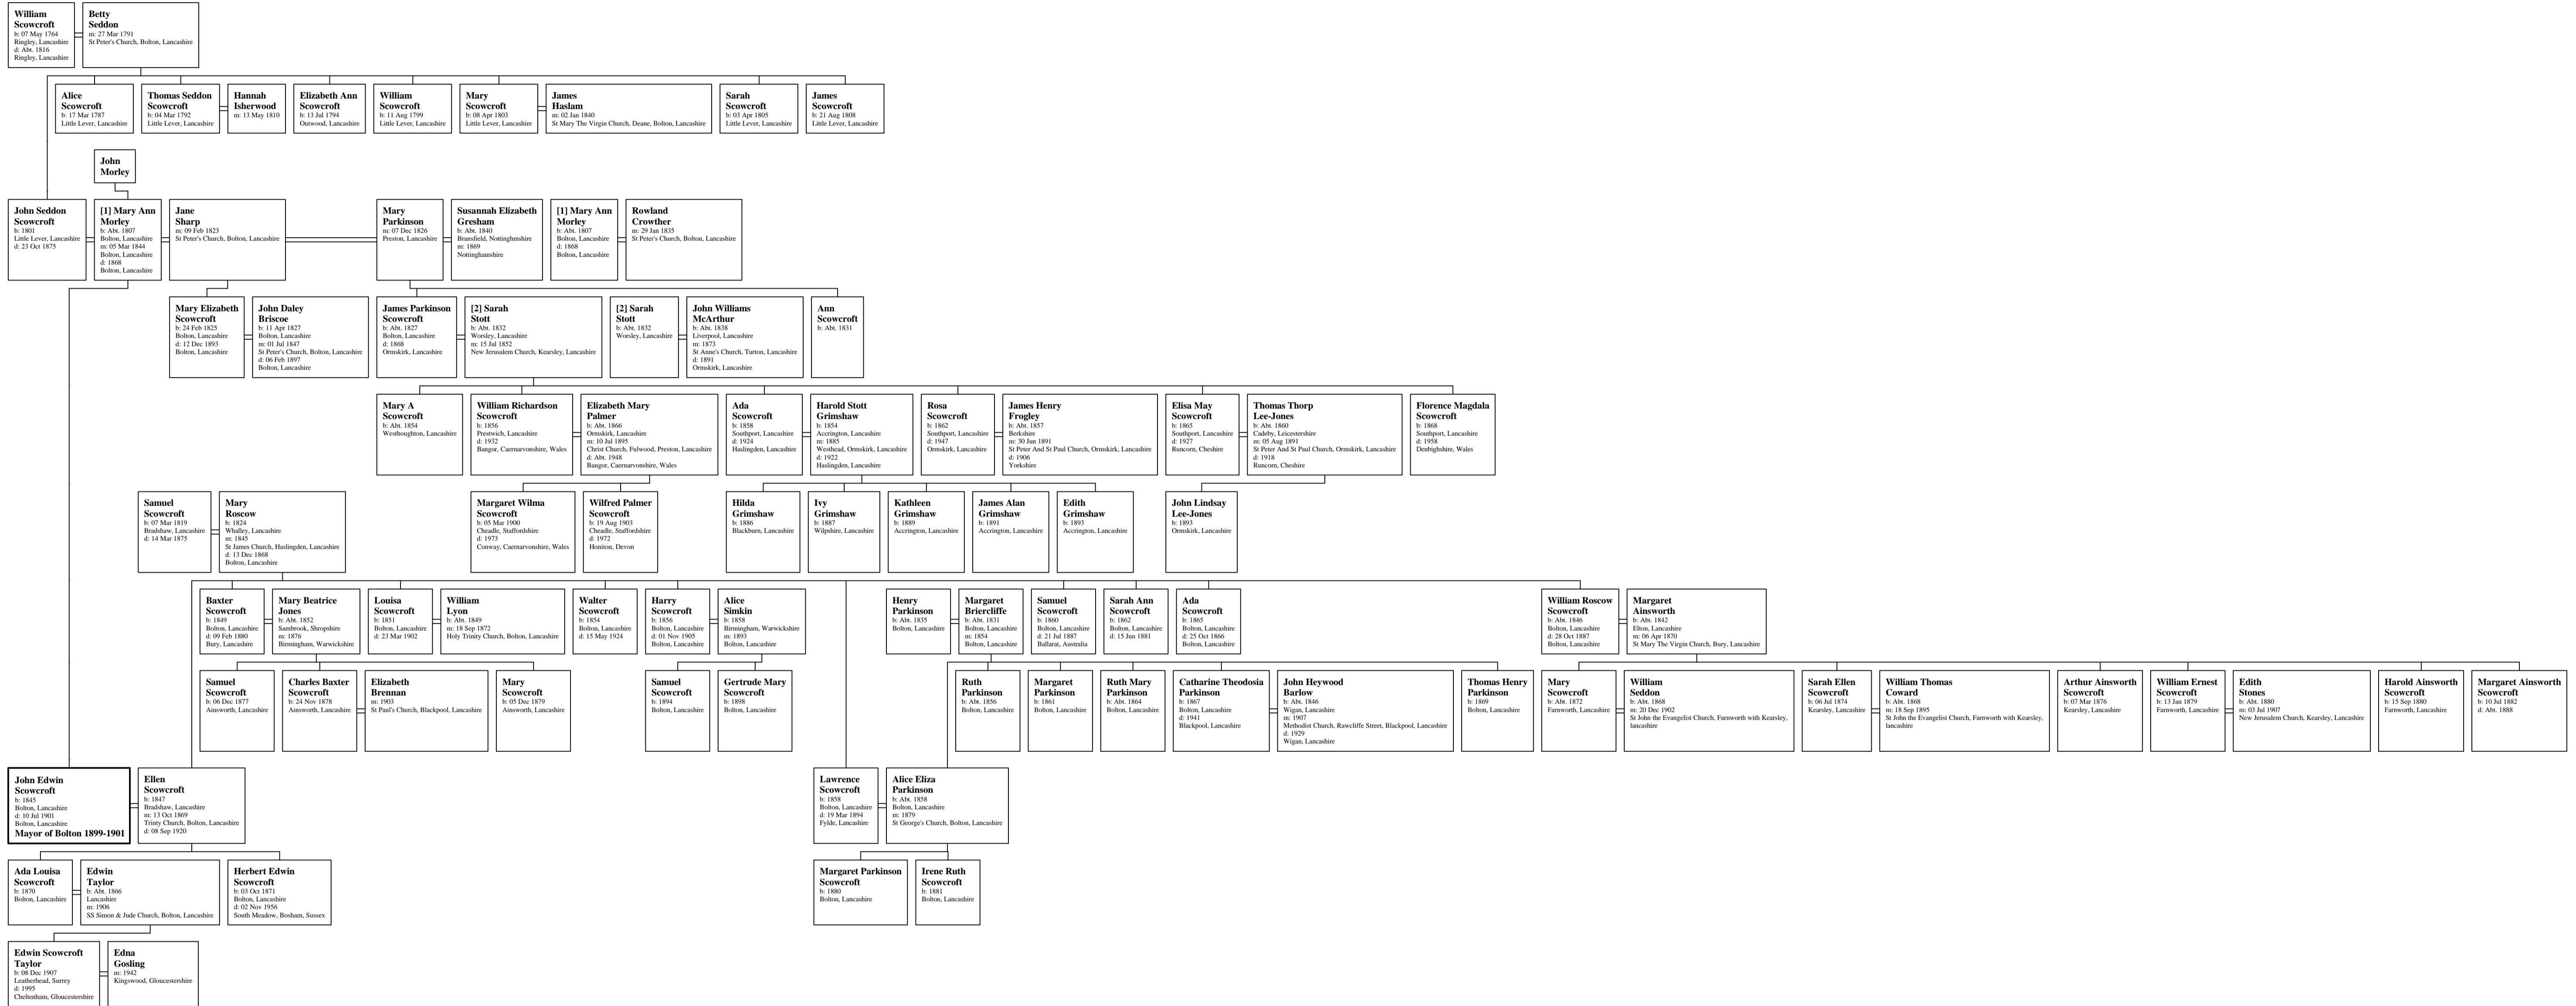 William
Scowcroft
b: 07 May 1764
Ringley, Lancashire
d: Abt. 1816
Ringley, Lancashire
Betty
Seddon
m: 27 Mar 1791
St Peter's Church, Bolton, Lancashire
Alice
Scowcroft
b: 17 Mar 1787
Little Lever, Lancashire
Thomas Seddon
Scowcroft
b: 04 Mar 1792
Little Lever, Lancashire
Hannah
Isherwood
m: 13 May 1810
Elizabeth Ann
Scowcroft
b: 13 Jul 1794
Outwood, Lancashire
William
Scowcroft
b: 11 Aug 1799
Little Lever, Lancashire
Mary
Scowcroft
b: 08 Apr 1803
Little Lever, Lancashire
James
Haslam
m: 02 Jan 1840
St Mary The Virgin Church, Deane, Bolton, Lancashire
Sarah
Scowcroft
b: 03 Apr 1805
Little Lever, Lancashire
James
Scowcroft
b: 21 Aug 1808
Little Lever, Lancashire
John
Morley
John Seddon
Scowcroft
b: 1801
Little Lever, Lancashire
d: 23 Oct 1875
[1] Mary Ann
Morley
b: Abt. 1807
Bolton, Lancashire
m: 05 Mar 1844
Bolton, Lancashire
d: 1868
Bolton, Lancashire
Jane
Sharp
m: 09 Feb 1823
St Peter's Church, Bolton, Lancashire
Mary
Parkinson
m: 07 Dec 1826
Preston, Lancashire
Susannah Elizabeth
Gresham
b: Abt. 1840
Bransfield, Nottinghmshire
m: 1869
Nottinghamshire
[1] Mary Ann
Morley
b: Abt. 1807
Bolton, Lancashire
d: 1868
Bolton, Lancashire
Rowland
Crowther
m: 29 Jan 1835
St Peter's Church, Bolton, Lancashire
Mary Elizabeth
Scowcroft
b: 24 Feb 1825
Bolton, Lancashire
d: 12 Dec 1893
Bolton, Lancashire
John Daley
Briscoe
b: 11 Apr 1827
Bolton, Lancashire
m: 01 Jul 1847
St Peter's Church, Bolton, Lancashire
d: 06 Feb 1897
Bolton, Lancashire
James Parkinson
Scowcroft
b: Abt. 1827
Bolton, Lancashire
d: 1868
Ormskirk, Lancashire
[2] Sarah
Stott
b: Abt. 1832
Worsley, Lancashire
m: 15 Jul 1852
New Jerusalem Church, Kearsley, Lancashire
[2] Sarah
Stott
b: Abt. 1832
Worsley, Lancashire
John Williams
McArthur
b: Abt. 1838
Liverpool, Lancashire
m: 1873
St Anne's Church, Turton, Lancashire
d: 1891
Ormskirk, Lancashire
Ann
Scowcroft
b: Abt. 1831
Mary A
Scowcroft
b: Abt. 1854
Westhoughton, Lancashire
William Richardson
Scowcroft
b: 1856
Prestwich, Lancashire
d: 1932
Bangor, Caernarvonshire, Wales
Elizabeth Mary
Palmer
b: Abt. 1866
Ormskirk, Lancashire
m: 10 Jul 1895
Christ Church, Fulwood, Preston, Lancashire
d: Abt. 1948
Bangor, Caernarvonshire, Wales
Ada
Scowcroft
b: 1858
Southport, Lancashire
d: 1924
Haslingden, Lancashire
Harold Stott
Grimshaw
b: 1854
Accrington, Lancashire
m: 1885
Westhead, Ormskirk, Lancashire
d: 1922
Haslingden, Lancashire
Rosa
Scowcroft
b: 1862
Southport, Lancashire
d: 1947
Ormskirk, Lancashire
James Henry
Frogley
b: Abt. 1857
Berkshire
m: 30 Jun 1891
St Peter And St Paul Church, Ormskirk, Lancashire
d: 1906
Yorkshire
Elisa May
Scowcroft
b: 1865
Southport, Lancashire
d: 1927
Runcorn, Cheshire
Thomas Thorp
Lee-Jones
b: Abt. 1860
Cadeby, Leicestershire
m: 05 Aug 1891
St Peter And St Paul Church, Ormskirk, Lancashire
d: 1918
Runcorn, Cheshire
Florence Magdala
Scowcroft
b: 1868
Southport, Lancashire
d: 1958
Denbighshire, Wales
Samuel
Scowcroft
b: 07 Mar 1819
Bradshaw, Lancashire
d: 14 Mar 1875
Mary
Roscow
b: 1824
Whalley, Lancashire
m: 1845
St James Church, Haslingden, Lancashire
d: 13 Dec 1868
Bolton, Lancashire
Margaret Wilma
Scowcroft
b: 05 Mar 1900
Cheadle, Staffordshire
d: 1973
Conway, Caernarvonshire, Wales
Wilfred Palmer
Scowcroft
b: 19 Aug 1903
Cheadle, Staffordshire
d: 1972
Honiton, Devon
Hilda
Grimshaw
b: 1886
Blackburn, Lancashire
Ivy
Grimshaw
b: 1887
Wilpshire, Lancashire
Kathleen
Grimshaw
b: 1889
Accrington, Lancashire
James Alan
Grimshaw
b: 1891
Accrington, Lancashire
Edith
Grimshaw
b: 1893
Accrington, Lancashire
John Lindsay
Lee-Jones
b: 1893
Ormskirk, Lancashire
Baxter
Scowcroft
b: 1849
Bolton, Lancashire
d: 09 Feb 1880
Bury, Lancashire
Mary Beatrice
Jones
b: Abt. 1852
Sambrook, Shropshire
m: 1876
Birmingham, Warwickshire
Louisa
Scowcroft
b: 1851
Bolton, Lancashire
d: 23 Mar 1902
William
Lyon
b: Abt. 1849
m: 18 Sep 1872
Holy Trinity Church, Bolton, Lancashire
Walter
Scowcroft
b: 1854
Bolton, Lancashire
d: 15 May 1924
Harry
Scowcroft
b: 1856
Bolton, Lancashire
d: 01 Nov 1905
Bolton, Lancashire
Alice
Simkin
b: 1858
Birmingham, Warwickshire
m: 1893
Bolton, Lancashire
Henry
Parkinson
b: Abt. 1835
Bolton, Lancashire
Margaret
Briercliffe
b: Abt. 1831
Bolton, Lancashire
m: 1854
Bolton, Lancashire
Samuel
Scowcroft
b: 1860
Bolton, Lancashire
d: 21 Jul 1887
Ballarat, Australia
Sarah Ann
Scowcroft
b: 1862
Bolton, Lancashire
d: 15 Jun 1881
Ada
Scowcroft
b: 1865
Bolton, Lancashire
d: 25 Oct 1866
Bolton, Lancashire
William Roscow
Scowcroft
b: Abt. 1846
Bolton, Lancashire
d: 28 Oct 1887
Bolton, Lancashire
Margaret
Ainsworth
b: Abt. 1842
Elton, Lancashire
m: 06 Apr 1870
St Mary The Virgin Church, Bury, Lancashire
Samuel
Scowcroft
b: 06 Dec 1877
Ainsworth, Lancashire
Charles Baxter
Scowcroft
b: 24 Nov 1878
Ainsworth, Lancashire
Elizabeth
Brennan
m: 1903
St Paul's Church, Blackpool, Lancashire
Mary
Scowcroft
b: 05 Dec 1879
Ainsworth, Lancashire
Samuel
Scowcroft
b: 1894
Bolton, Lancashire
Gertrude Mary
Scowcroft
b: 1898
Bolton, Lancashire
Ruth
Parkinson
b: Abt. 1856
Bolton, Lancashire
Margaret
Parkinson
b: 1861
Bolton, Lancashire
Ruth Mary
Parkinson
b: Abt. 1864
Bolton, Lancashire
Catharine Theodosia
Parkinson
b: 1867
Bolton, Lancashire
d: 1941
Blackpool, Lancashire
John Heywood
Barlow
b: Abt. 1846
Wigan, Lancashire
m: 1907
Methodist Church, Rawcliffe Street, Blackpool, Lancashire
d: 1929
Wigan, Lancashire
Thomas Henry
Parkinson
b: 1869
Bolton, Lancashire
Mary
Scowcroft
b: Abt. 1872
Farnworth, Lancashire
William
Seddon
b: Abt. 1868
m: 20 Dec 1902
St John the Evangelist Church, Farnworth with Kearsley,
lancashire
Sarah Ellen
Scowcroft
b: 06 Jul 1874
Kearsley, Lancashire
William Thomas
Coward
b: Abt. 1868
m: 18 Sep 1895
St John the Evangelist Church, Farnworth with Kearsley,
lancashire
Arthur Ainsworth
Scowcroft
b: 07 Mar 1876
Kearsley, Lancashire
William Ernest
Scowcroft
b: 13 Jan 1879
Farnworth, Lancashire
Edith
Stones
b: Abt. 1880
m: 03 Jul 1907
New Jerusalem Church, Kearsley, Lancashire
Harold Ainsworth
Scowcroft
b: 15 Sep 1880
Farnworth, Lancashire
Margaret Ainsworth
Scowcroft
b: 10 Jul 1882
d: Abt. 1888
John Edwin
Scowcroft
b: 1845
Bolton, Lancashire
d: 10 Jul 1901
Bolton, Lancashire
Mayor of Bolton 1899-1901
Ellen
Scowcroft
b: 1847
Bradshaw, Lancashire
m: 13 Oct 1869
Trinty Church, Bolton, Lancashire
d: 08 Sep 1920
Lawrence
Scowcroft
b: 1858
Bolton, Lancashire
d: 19 Mar 1894
Fylde, Lancashire
Alice Eliza
Parkinson
b: Abt. 1858
Bolton, Lancashire
m: 1879
St George's Church, Bolton, Lancashire
Ada Louisa
Scowcroft
b: 1870
Bolton, Lancashire
Edwin
Taylor
b: Abt. 1866
Lancashire
m: 1906
SS Simon & Jude Church, Bolton, Lancashire
Herbert Edwin
Scowcroft
b: 03 Oct 1871
Bolton, Lancashire
d: 02 Nov 1956
South Meadow, Bosham, Sussex
Margaret Parkinson
Scowcroft
b: 1880
Bolton, Lancashire
Irene Ruth
Scowcroft
b: 1881
Bolton, Lancashire
Edwin Scowcroft
Taylor
b: 08 Dec 1907
Leatherhead, Surrey
d: 1995
Cheltenham, Gloucestershire
Edna
Gosling
m: 1942
Kingswood, Gloucestershire